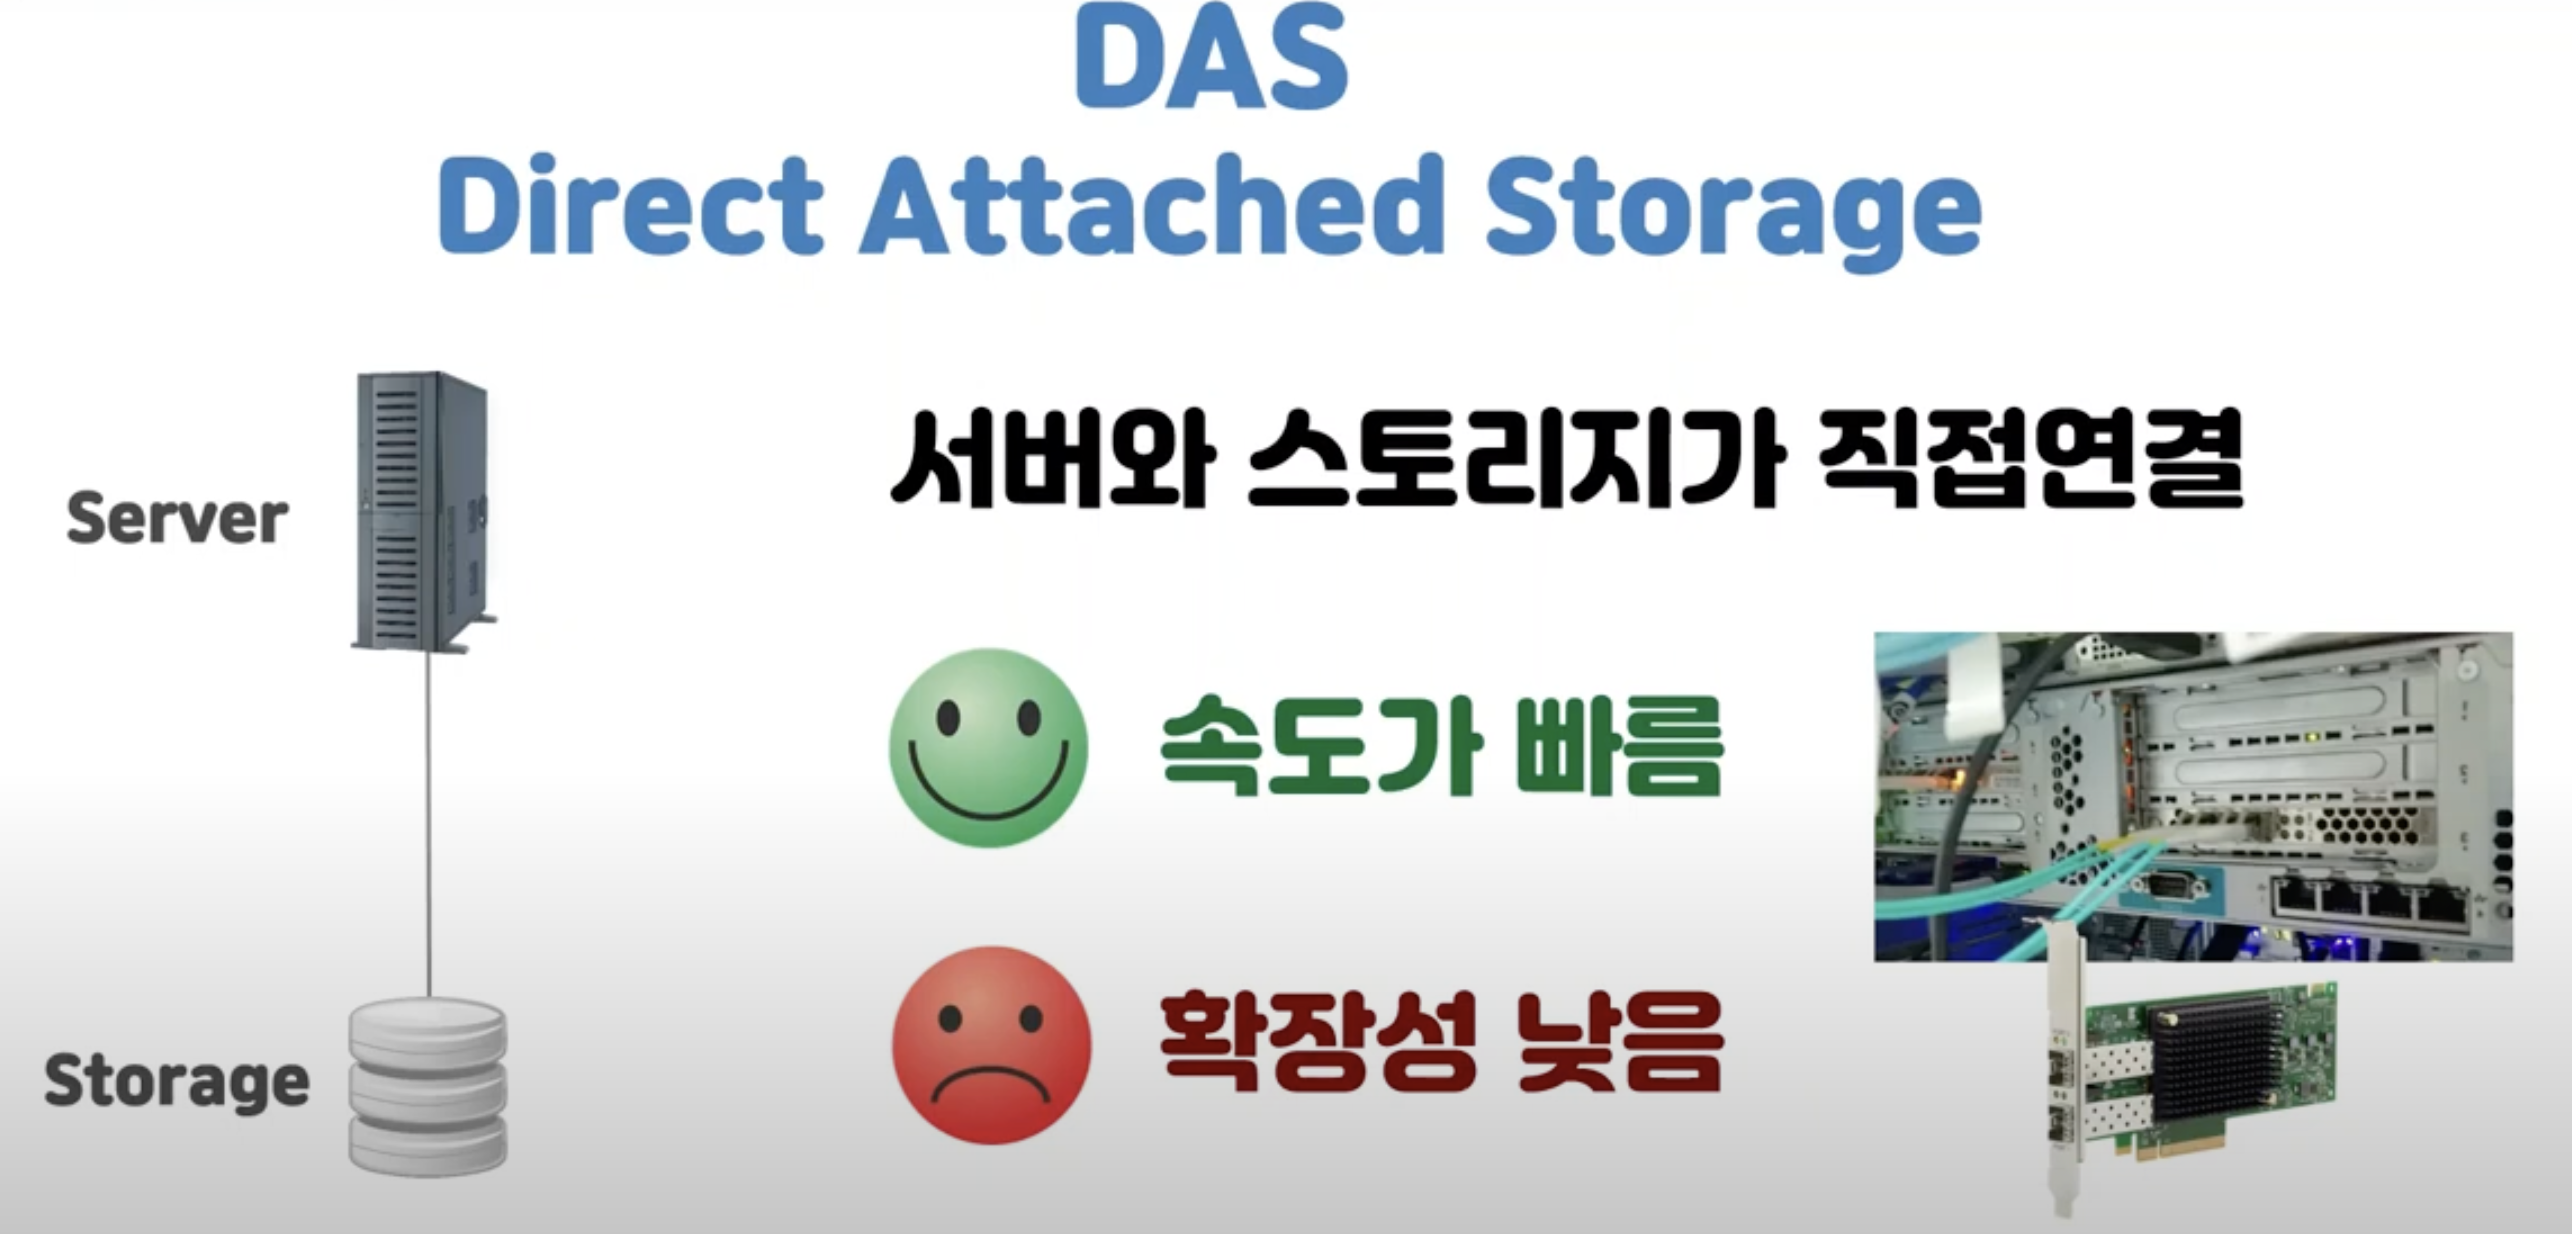 DAS
Direct Attached Storage
서버와 스토리지가 직접연결
Server
속도가 빠름
확장성 낮음
Storage